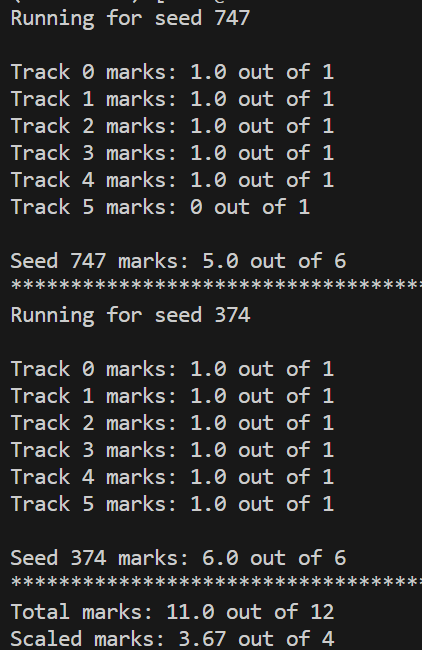 Running for seed 747
Track 0 marks: 1.0 out of 1
Track 1 marks: 1.0 out of 1
Track 2 marks: 1.0 out of 1
Track 3 marks: 1.0 out of 1
Track 4 marks: 1.0 out of 1
Track 5 marks: 0 out of 1
Seed 747 marks: 5.0 out of 6
***********************************
Running for seed 374
Track 0 marks: 1.0 out of 1
Track 1 marks: 1.0 out of 1
Track 2 marks: 1.0 out of 1
Track 3 marks: 1.0 out of 1
Track 4 marks: 1.0 out of 1
Track 5 marks: 1.0 out of 1
Seed 374 marks: 6.0 out of 6
***********************************
Total marks: 11.0 out of 12
Scaled marks: 3.67 out of 4